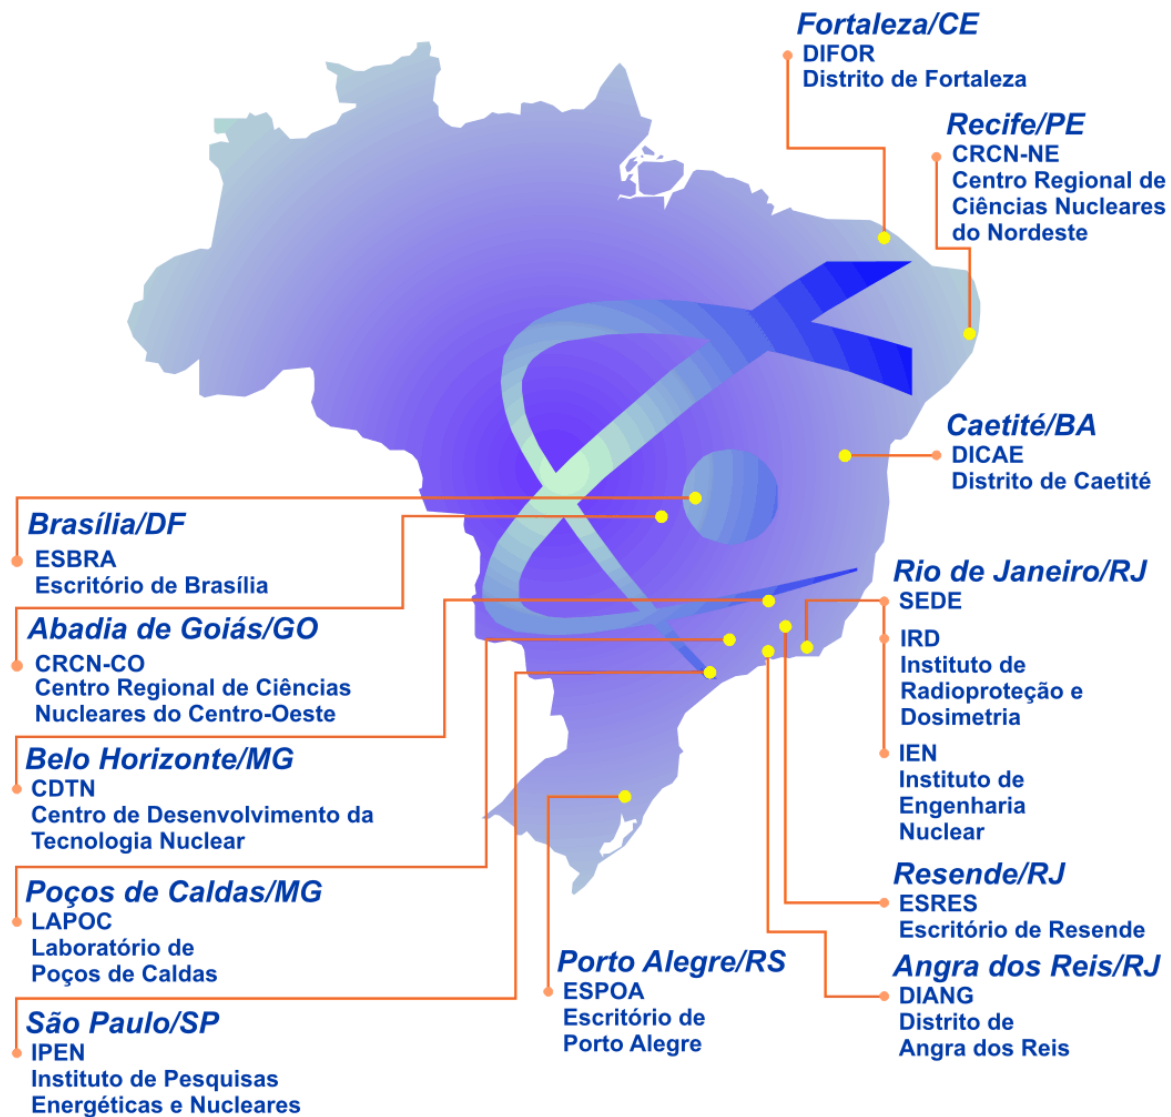 Fortaleza/CE
DIFOR
Distrito de Fortaleza
Recife/PE
CRCN-NE
Centro Regional de
Ciências Nucleares
do Nordeste
Caetité/BA
DICAE
Distrito de Caetité
Brasília/DF
ESBRA
Escritório de Brasília
Abadia de Goiás/GO
CRCN-CO
Centro Regional de Ciências
Nucleares do Centro-Oeste
Belo Horizonte/MG
CDTN
Centro de Desenvolvimento da
Tecnologia Nuclear
Poços de Caldas/MG
LAPOC
Laboratório de
Poços de Caldas
São Paulo/SP
IPEN
Instituto de Pesquisas
Energéticas e Nucleares
Porto Alegre/RS
ESPOA
Escritório de
Porto Alegre
Rio de Janeiro/RJ
SEDE
IRD
Instituto de
Radioproteção e
Dosimetria
IEN
Instituto de
Engenharia
Nuclear
Resende/RJ
ESRES
Escritório de Resende
Angra dos Reis/RJ
DIANG
Distrito de
Angra dos Reis